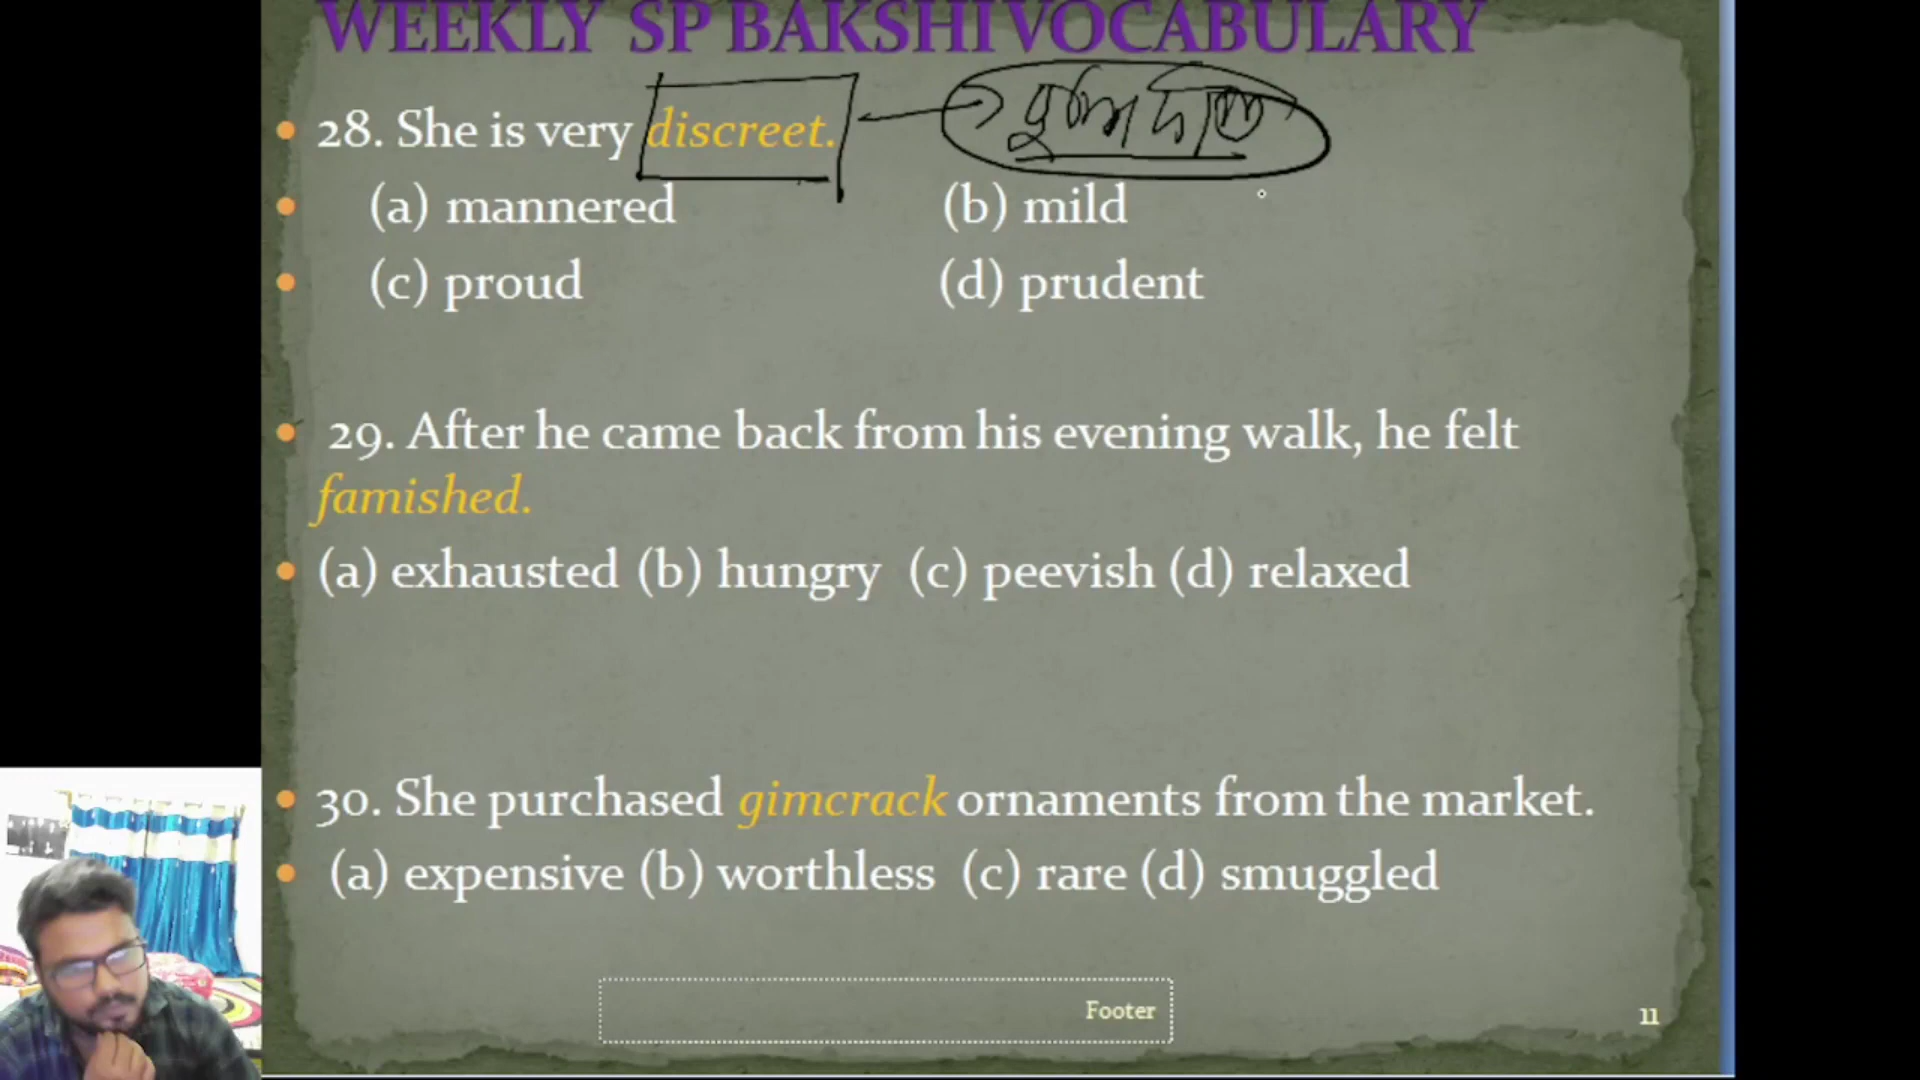 WEEKLY SP BAKSHI VOCABULARY
• 28. She is very discreet.
• (a) mannered (b) mild
• (c) proud (d) prudent
• 29. After he came back from his evening walk, he felt
famished.
• (a) exhausted (b) hungry (c) peevish (d) relaxed
• 30. She purchased gimcrack ornaments from the market.
• (a) expensive (b) worthless (c) rare (d) smuggled
Footer
11